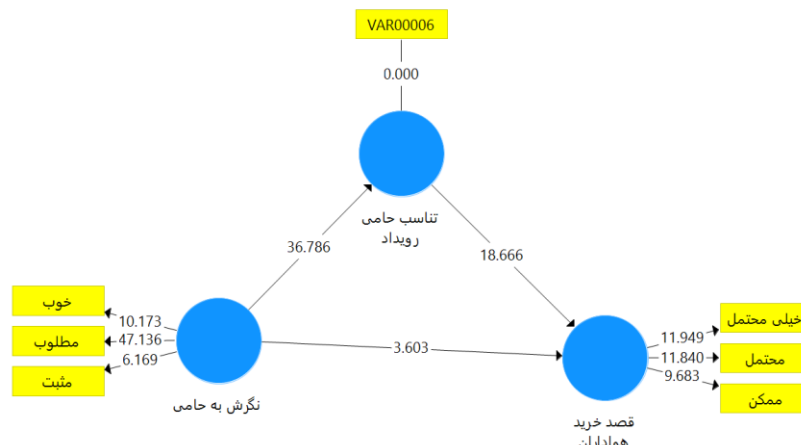 VAR00006
0.000
تناسب حامی
رویداد
36.786
18.666
خوب
مطلوب
مثبت
10.173
47.136
6.169
نگرش به حامی
3.603
11.949
11.840
9.683
خیلی محتمل
محتمل
ممکن
قصد خرید
هواداران